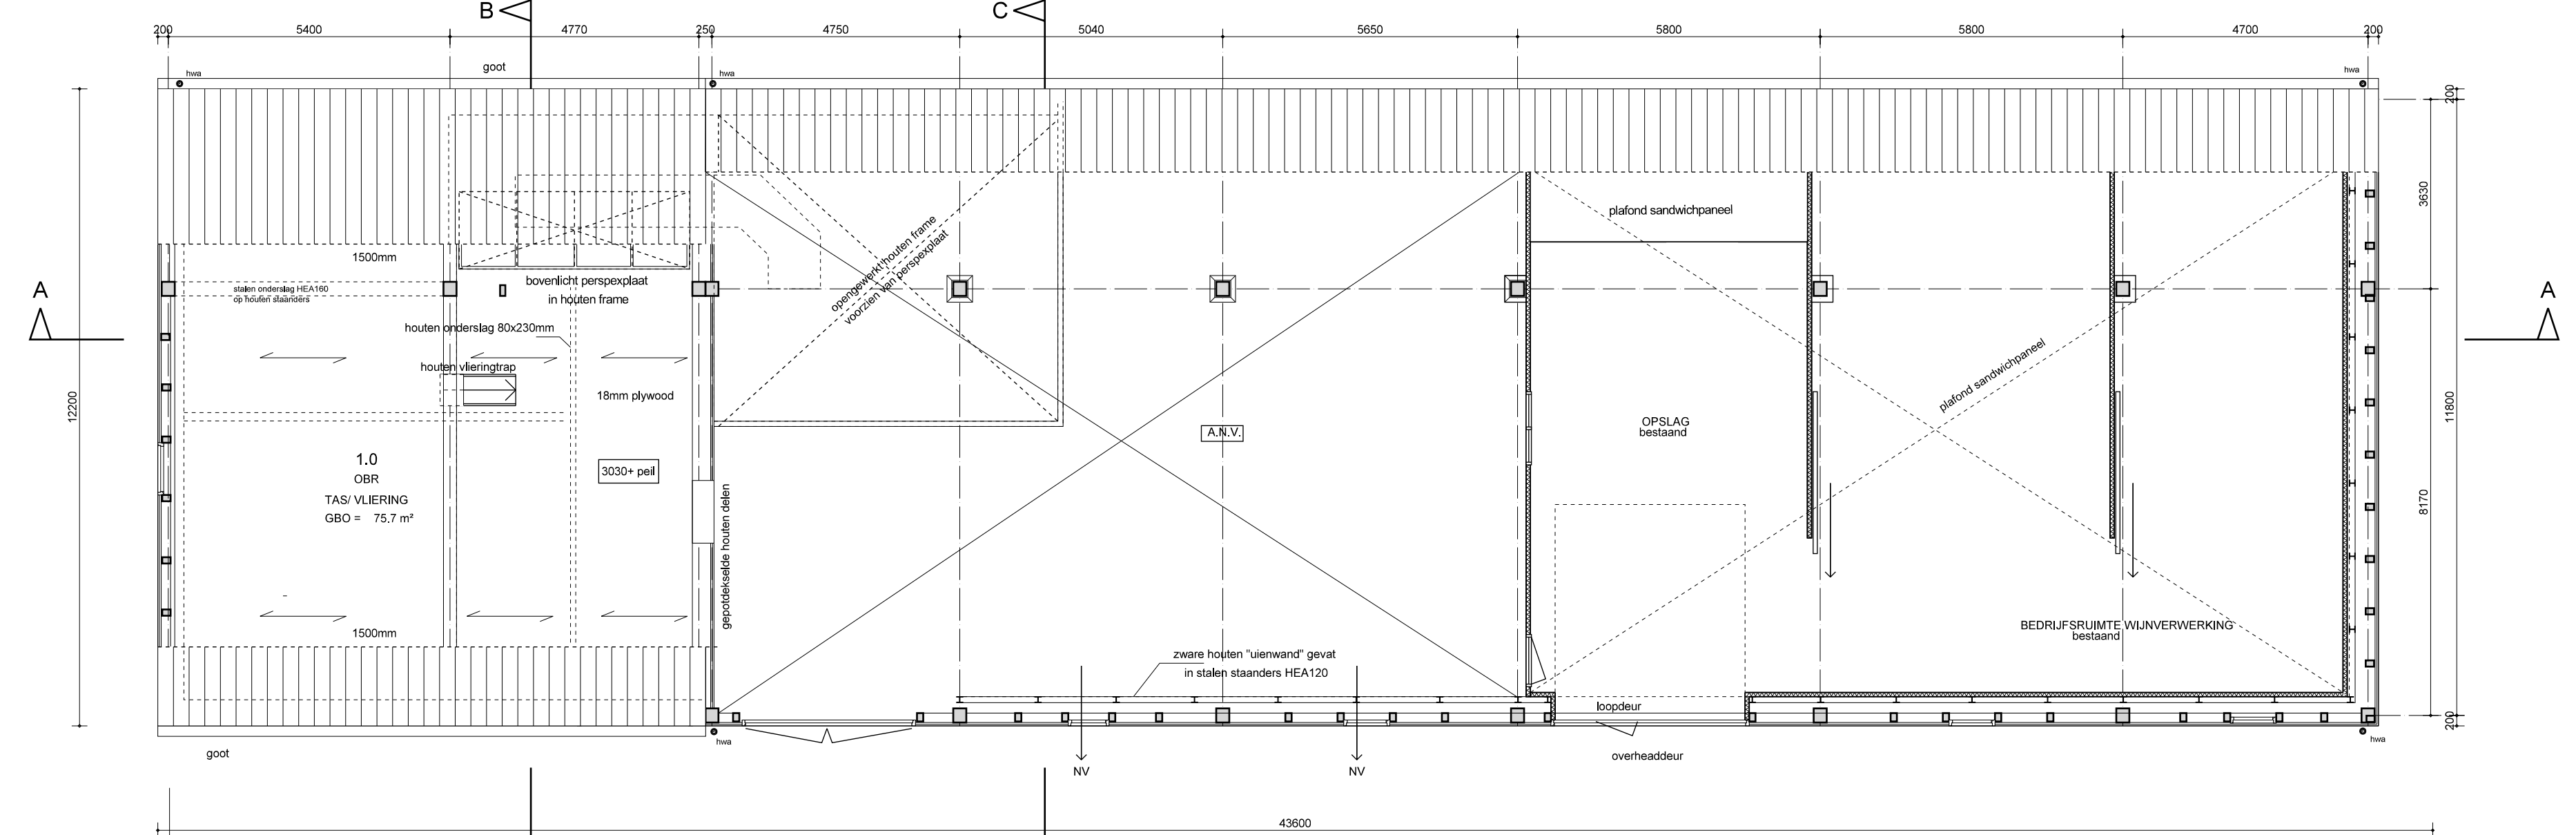 B
C
200
5400
4770
250
4750
5040
5650
5800
5800
4700
200
goot
hwa
hwa
hwa
200
3630
1500mm
plafond sandwichpaneel
opengewerkt houten frame
voorzien van perspexplaat
stalen onderslag HEA160
op houten staanders
bovenlicht perspexplaat
in houten frame
A
A
houten onderslag 80x230mm
houten vlieringtrap
18mm plywood
plafond sandwichpaneel
12200
11800
A.N.V.
OPSLAG
bestaand
1.0
OBR
TAS/ VLIERING
GBO = 75.7 m²
3030+ peil
8170
gepotdekselde houten delen
BEDRIJFSRUIMTE WIJNVERWERKING
bestaand
1500mm
zware houten "uienwand" gevat
in stalen staanders HEA120
loopdeur
200
hwa
hwa
goot
overheaddeur
NV
NV
43600